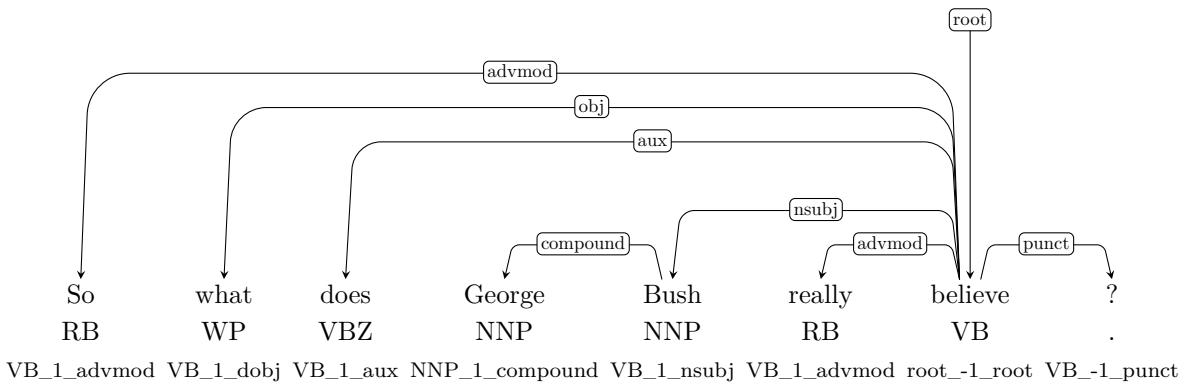 root
advmod
obj
aux
nsubj
compound advmod punct
So what does George Bush really believe ?
RB WP VBZ NNP NNP RB VB .
VB_1_advmod VB_1_dobj VB_1_aux NNP_1_compound VB_1_nsubj VB_1_advmod root_-1_root VB_-1_punct